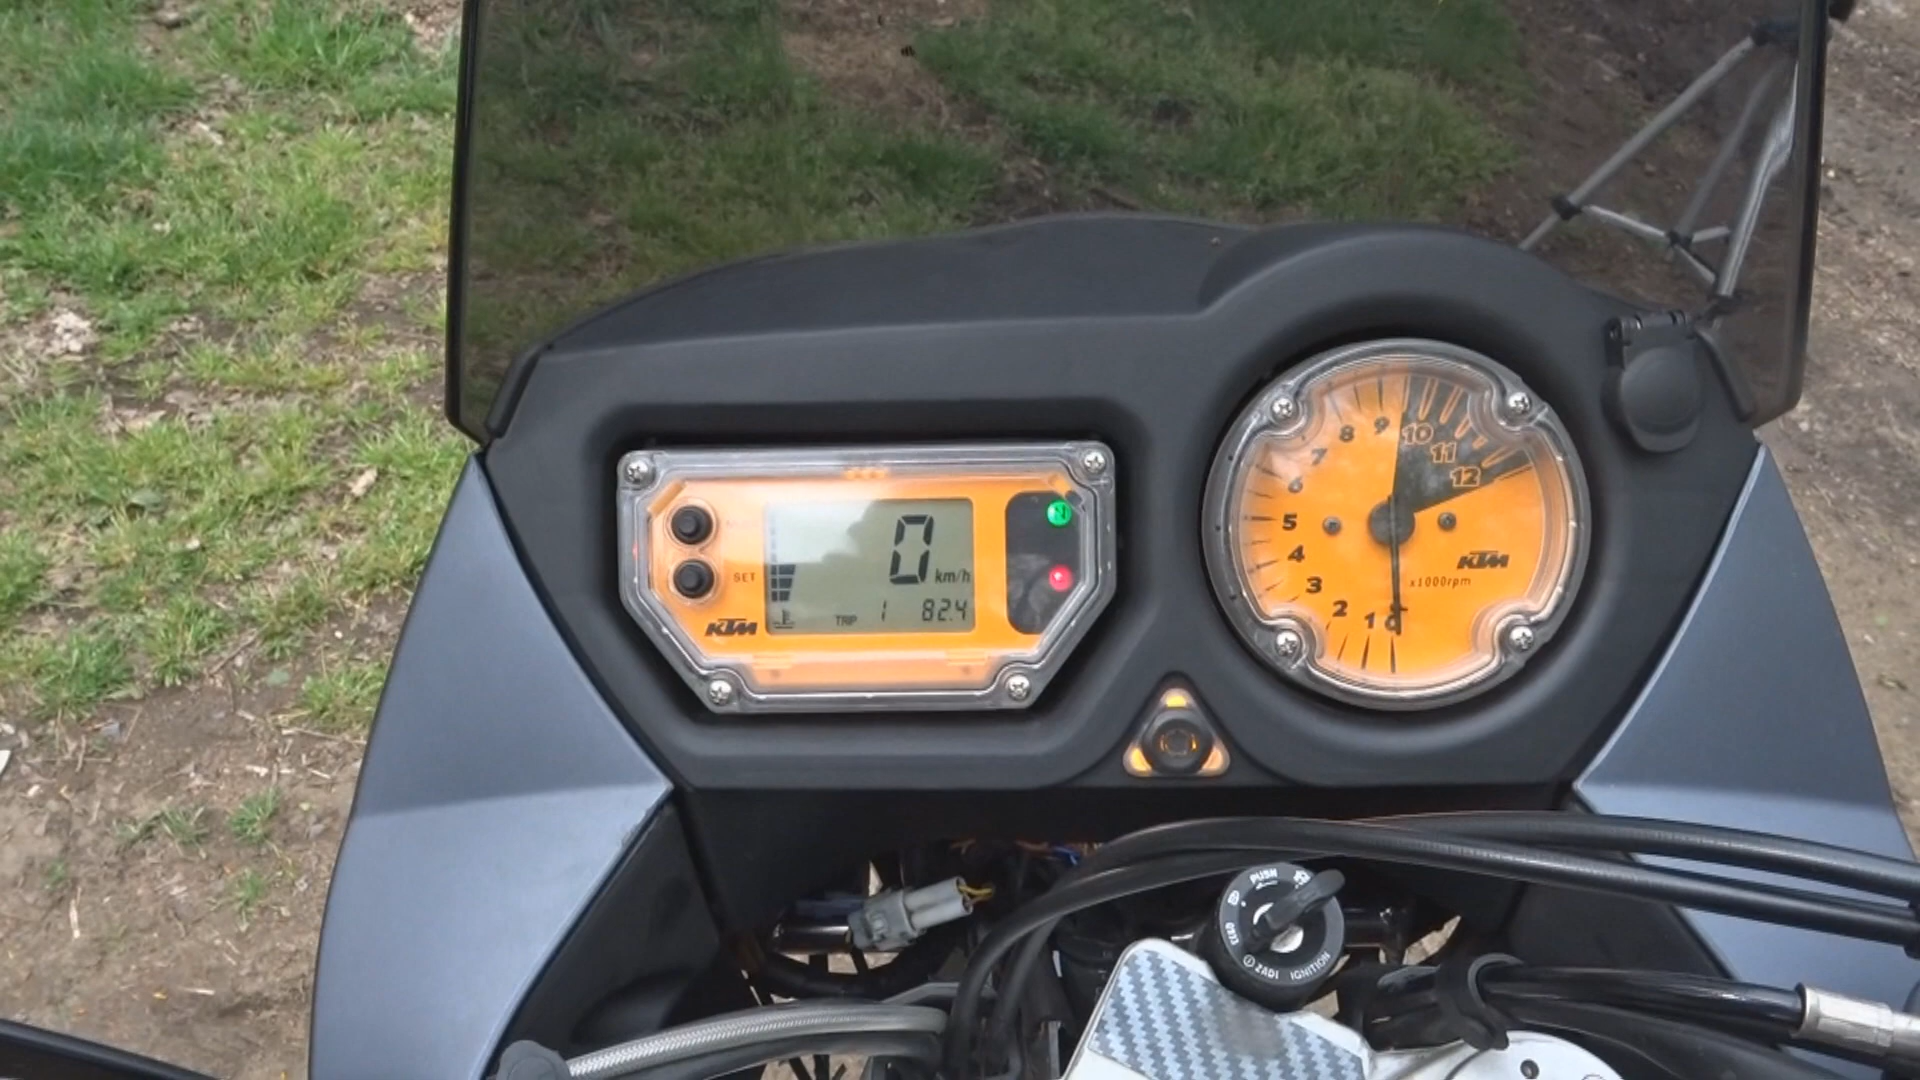 N
0 km/h
SET
TRIP 1 82.4
KTM
0
1
2
3
4
5
6
7
8
9
10
11
12
KTM
x1000rpm
PUSH
ZADI IGNITION